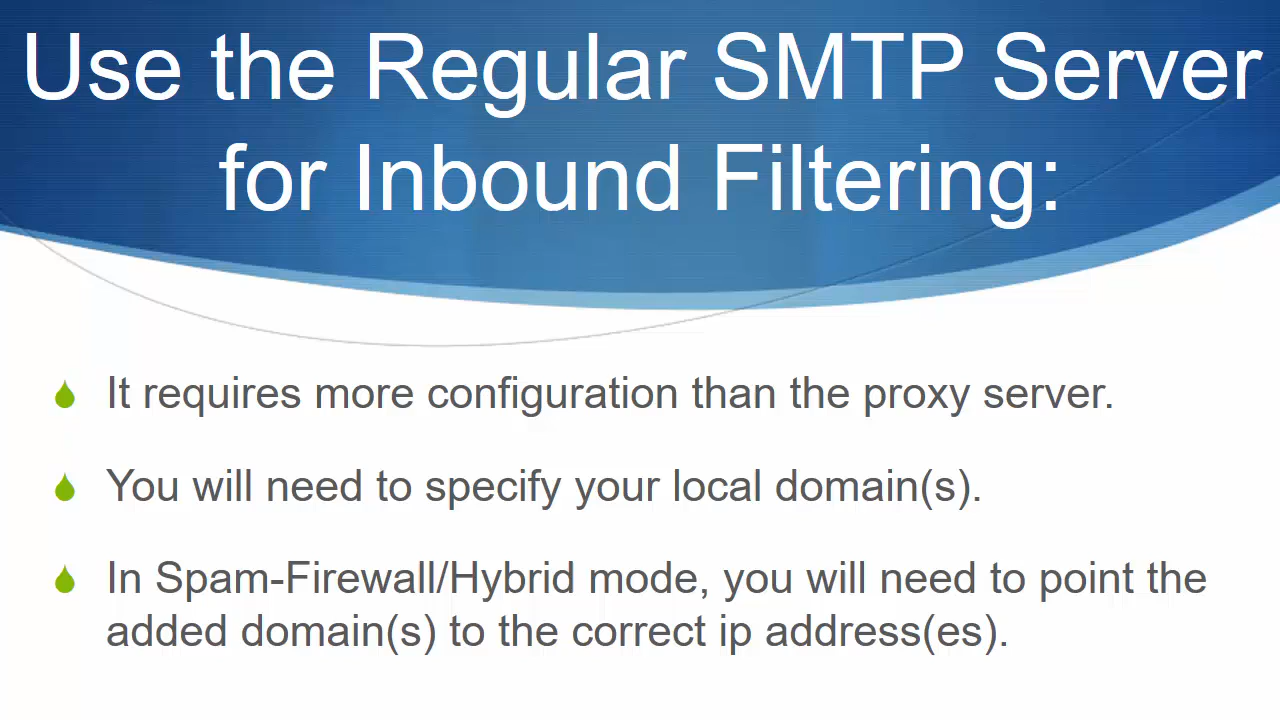 Use the Regular SMTP Server
for Inbound Filtering:
It requires more configuration than the proxy server.
You will need to specify your local domain(s).
In Spam-Firewall/Hybrid mode, you will need to point the
added domain(s) to the correct ip address(es).